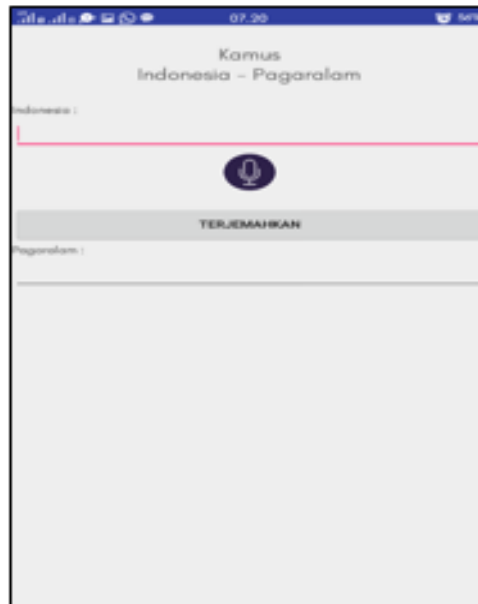 07.20
Kamus
Indonesia - Pagaralam
Indonesia :
TERJEMAHKAN
Pagaralam :